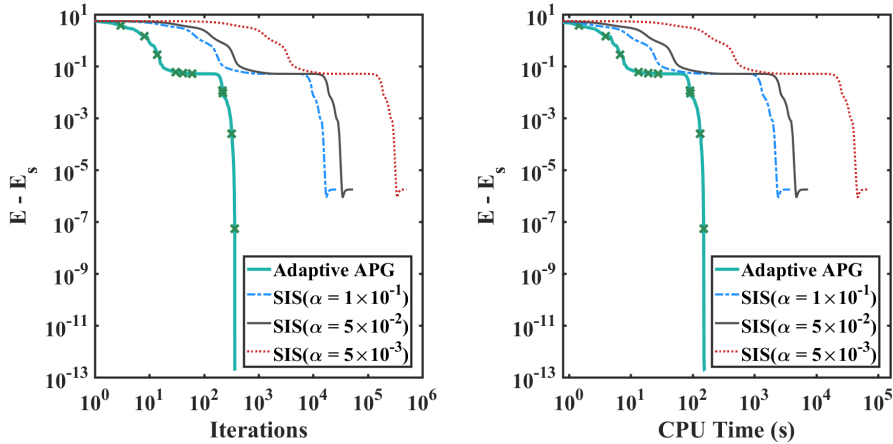 10^1
10^-1
10^-3
10^-5
10^-7
10^-9
10^-11
10^-13
E - E_s
Adaptive APG
SIS(α = 1×10^-1)
SIS(α = 5×10^-2)
SIS(α = 5×10^-3)
10^0 10^1 10^2 10^3 10^4 10^5 10^6
Iterations
10^1
10^-1
10^-3
10^-5
10^-7
10^-9
10^-11
10^-13
E - E_s
Adaptive APG
SIS(α = 1×10^-1)
SIS(α = 5×10^-2)
SIS(α = 5×10^-3)
10^0 10^1 10^2 10^3 10^4 10^5
CPU Time (s)